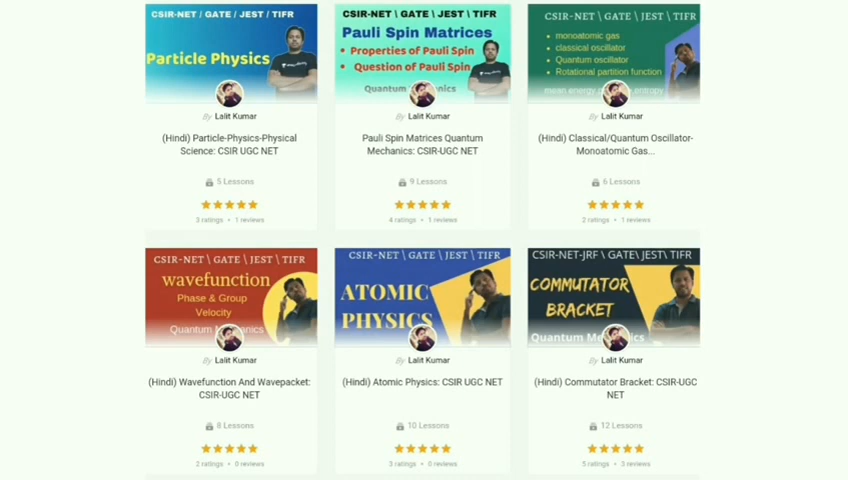 CSIR-NET / GATE / JEST / TIFR
Particle Physics
By Lalit Kumar
(Hindi) Particle-Physics-Physical
Science: CSIR UGC NET
5 Lessons
3 ratings • 1 reviews
CSIR-NET \ GATE \ JEST \ TIFR
Pauli Spin Matrices
• Properties of Pauli Spin
• Question of Pauli Spin
Quantum
By Lalit Kumar
Pauli Spin Matrices Quantum
Mechanics: CSIR-UGC NET
9 Lessons
4 ratings • 1 reviews
CSIR-NET \ GATE \ JEST \ TIFR
• monoatomic gas
• classical oscillator
• Quantum oscillator
• Rotational partition function
mean energy entropy
By Lalit Kumar
(Hindi) Classical/Quantum Oscillator-
Monoatomic Gas...
6 Lessons
2 ratings • 1 reviews
CSIR-NET \ GATE \ JEST \ TIFR
wavefunction
Phase & Group
Velocity
Quantum
By Lalit Kumar
(Hindi) Wavefunction And Wavepacket:
CSIR-UGC NET
8 Lessons
2 ratings • 0 reviews
CSIR-NET \ GATE \ JEST \ TIFR
ATOMIC
PHYSICS
By Lalit Kumar
(Hindi) Atomic Physics: CSIR UGC NET
10 Lessons
3 ratings • 0 reviews
CSIR-NET-JRF \ GATE\ JEST\ TIFR
COMMUTATOR
BRACKET
Quantum
By Lalit Kumar
(Hindi) Commutator Bracket: CSIR-UGC
NET
12 Lessons
5 ratings • 3 reviews